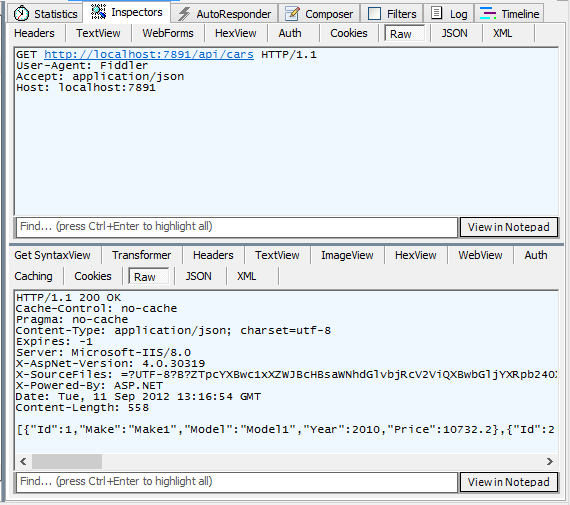 Statistics Inspectors AutoResponder Composer Filters Log Timeline
Headers TextView WebForms HexView Auth Cookies Raw JSON XML
GET http://localhost:7891/api/cars HTTP/1.1
User-Agent: Fiddler
Accept: application/json
Host: localhost:7891
Find... (press Ctrl+Enter to highlight all) View in Notepad
Get SyntaxView Transformer Headers TextView ImageView HexView WebView Auth
Caching Cookies Raw JSON XML
HTTP/1.1 200 OK
Cache-Control: no-cache
Pragma: no-cache
Content-Type: application/json; charset=utf-8
Expires: -1
Server: Microsoft-IIS/8.0
X-AspNet-Version: 4.0.30319
X-SourceFiles: =?UTF-8?B?
X-Powered-By: ASP.NET
Date: Tue, 11 Sep 2012 13:16:54 GMT
Content-Length: 558
[{"Id":1,"Make":"Make1","Model":"Model1","Year":2010,"Price":10732.2},{"Id":2
Find... (press Ctrl+Enter to highlight all) View in Notepad